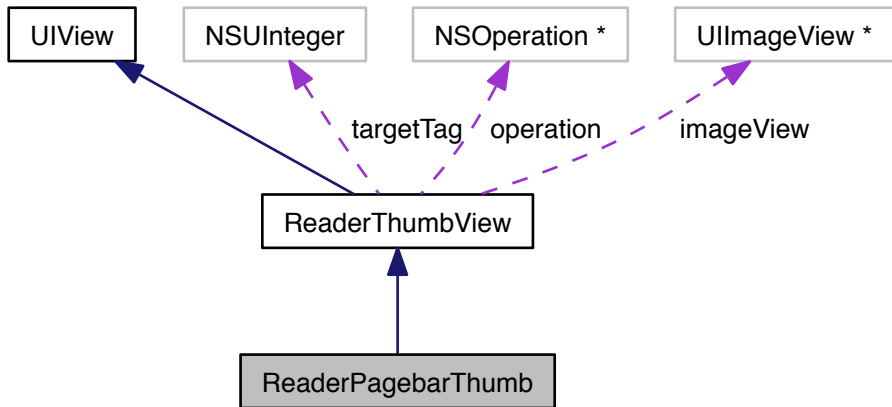 UIView
NSUInteger
NSOperation *
UIImageView *
targetTag
operation
imageView
ReaderThumbView
ReaderPagebarThumb